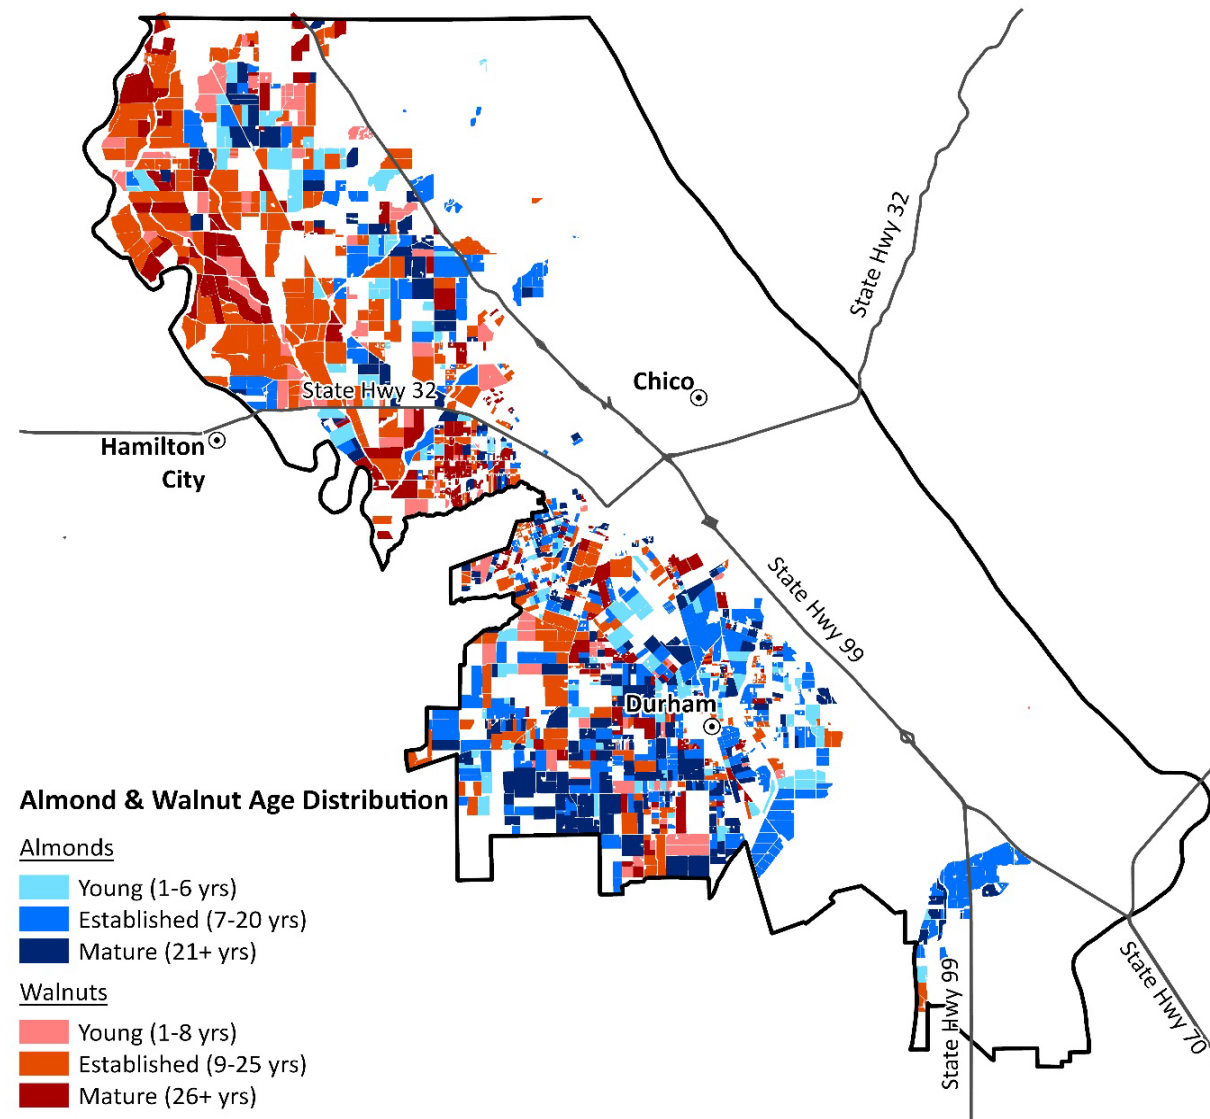 State Hwy 32
Chico
State Hwy 32
Hamilton
City
State Hwy 99
Durham
Almond & Walnut Age Distribution
Almonds
Young (1-6 yrs)
Established (7-20 yrs)
Mature (21+ yrs)
Walnuts
Young (1-8 yrs)
Established (9-25 yrs)
Mature (26+ yrs)
State Hwy 99
State Hwy 70